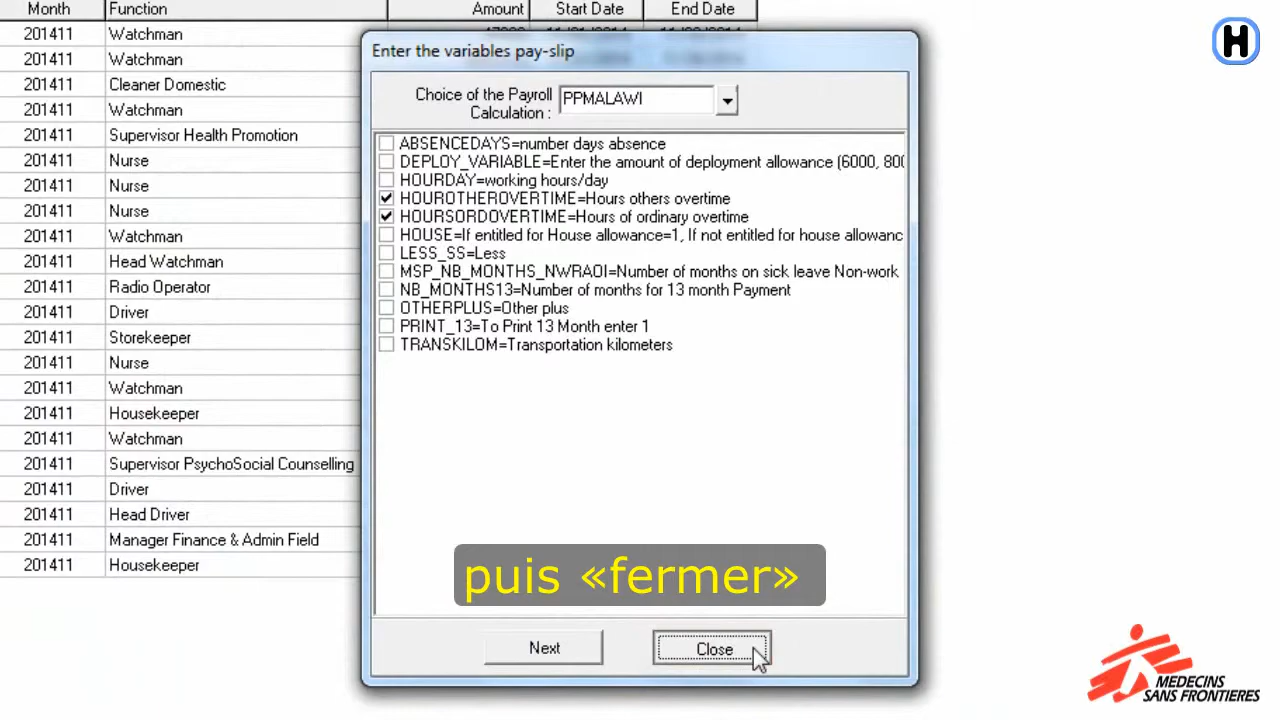 Month Function Amount Start Date End Date
201411 Watchman
201411 Watchman
201411 Cleaner Domestic
201411 Watchman
201411 Supervisor Health Promotion
201411 Nurse
201411 Nurse
201411 Nurse
201411 Watchman
201411 Head Watchman
201411 Radio Operator
201411 Driver
201411 Storekeeper
201411 Nurse
201411 Watchman
201411 Housekeeper
201411 Watchman
201411 Supervisor PsychoSocial Counselling
201411 Driver
201411 Head Driver
201411 Manager Finance & Admin Field
201411 Housekeeper
Enter the variables pay-slip
Choice of the Payroll
Calculation : PPMALAWI
ABSENCEDAYS=number days absence
DEPLOY_VARIABLE=Enter the amount of deployment allowance (6000, 800
HOURDAY=working hours/day
HOUROTHEROVERTIME=Hours others overtime
HOURSORDOVERTIME=Hours of ordinary overtime
HOUSE=If entitled for House allowance=1, If not entitled for house allowanc
LESS_SS=Less
MSP_NB_MONTHS_NWRAOI=Number of months on sick leave Non-work
NB_MONTHS13=Number of months for 13 month Payment
OTHERPLUS=Other plus
PRINT_13=To Print 13 Month enter 1
TRANSKILOM=Transportation kilometers
puis «fermer»
Next Close
H
MEDECINS
SANS FRONTIERES